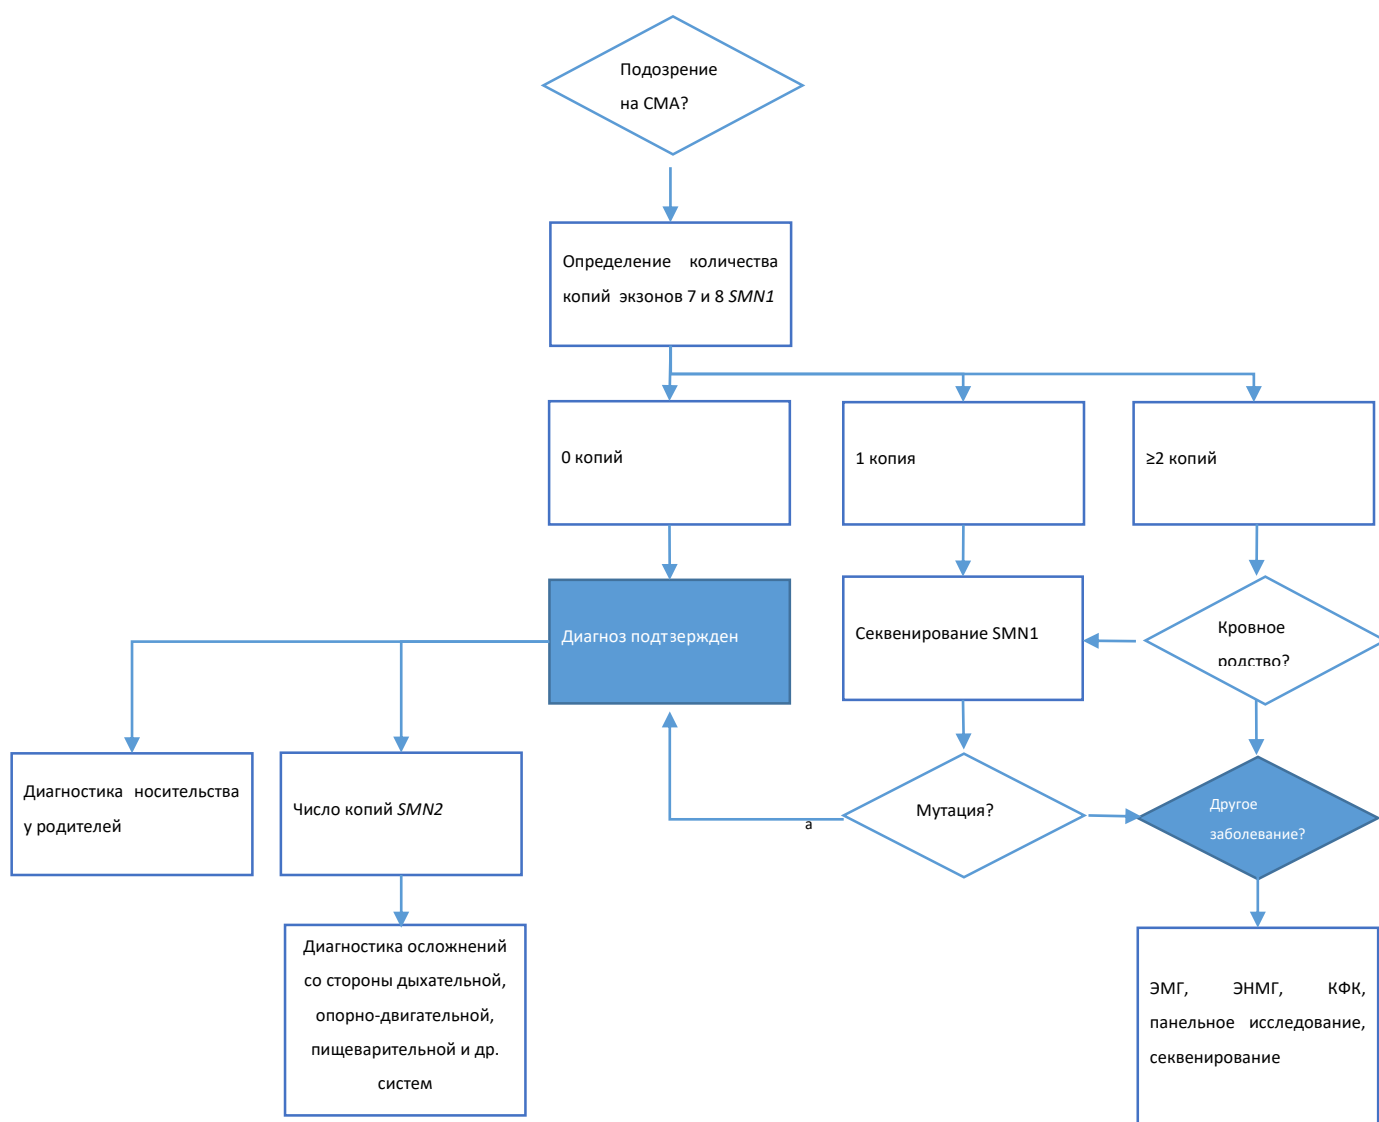 Подозрение
на СМА?
Определение количества
копий экзонов 7 и 8 SMN1
0 копий
1 копия
≥2 копий
Диагноз подтвержден
Секвенирование SMN1
Кровное
родство?
Диагностика носительства
у родителей
Число копий SMN2
а
Мутация?
Другое
заболевание?
Диагностика осложнений
со стороны дыхательной,
опорно-двигательной,
пищеварительной и др.
систем
ЭМГ, ЭНМГ, КФК,
панельное исследование,
секвенирование